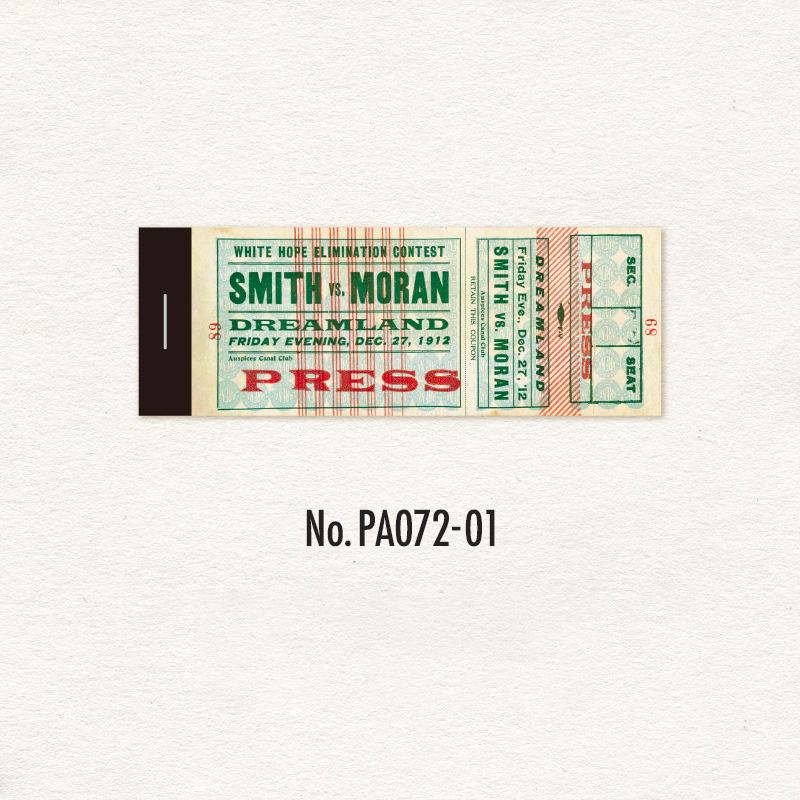 WHITE HOPE ELIMINATION CONTEST
SMITH VS. MORAN
DREAMLAND
FRIDAY EVENING, DEC. 27, 1912
Auspices Canal Club
PRESS
89
RETAIN THIS COUPON
Auspices Canal Club
SMITH VS. MORAN
Friday Eve., Dec. 27, '12
DREAMLAND
PRESS
SEC.
SEAT
89
No. PA072-01